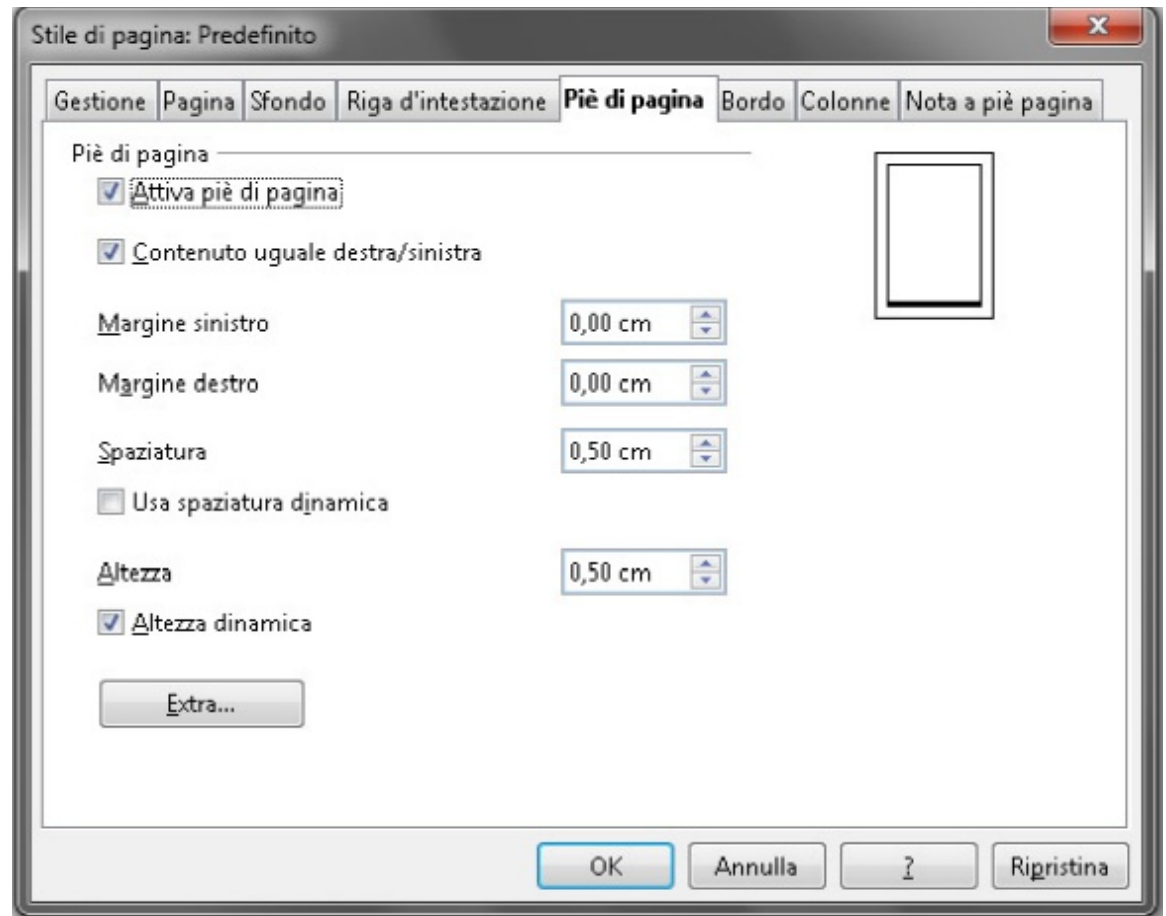 Stile di pagina: Predefinito
Gestione Pagina Sfondo Riga d'intestazione Piè di pagina Bordo Colonne Nota a piè pagina
Piè di pagina
Attiva piè di pagina
Contenuto uguale destra/sinistra
Margine sinistro 0,00 cm
Margine destro 0,00 cm
Spaziatura 0,50 cm
Usa spaziatura dinamica
Altezza 0,50 cm
Altezza dinamica
Extra...
OK Annulla ? Ripristina